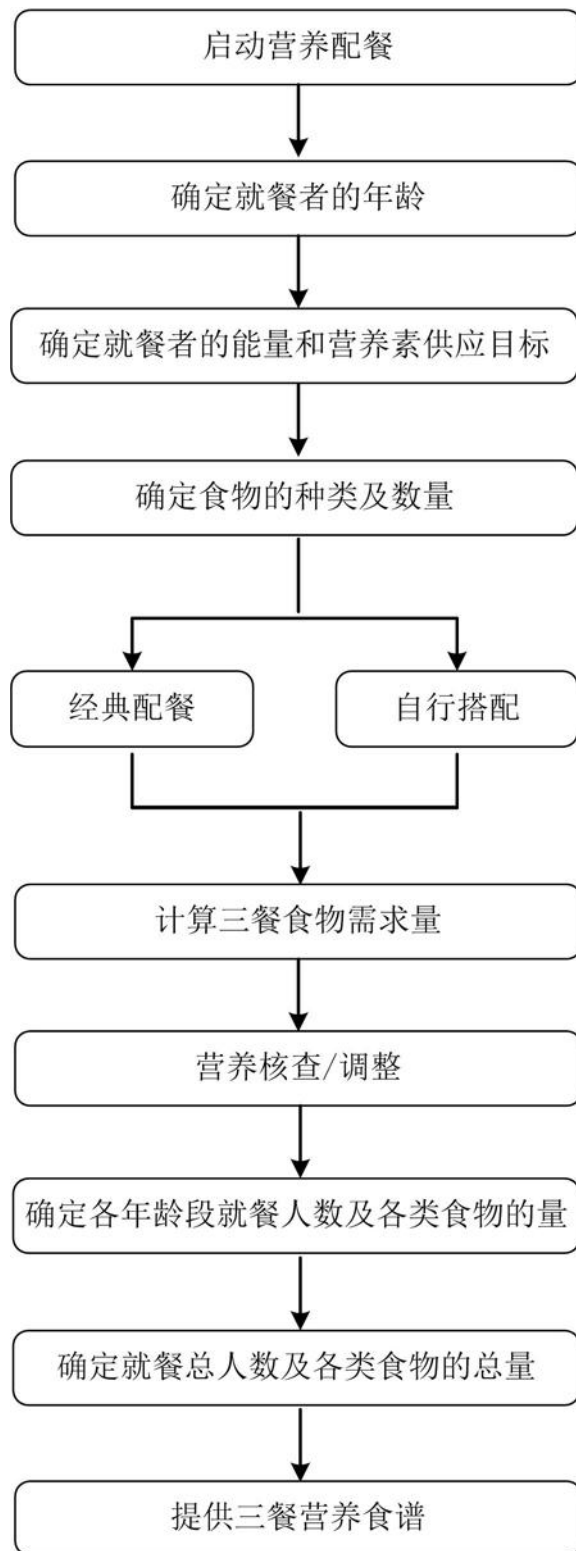 启动营养配餐
确定就餐者的年龄
确定就餐者的能量和营养素供应目标
确定食物的种类及数量
经典配餐
自行搭配
计算三餐食物需求量
营养核查/调整
确定各年龄段就餐人数及各类食物的量
确定就餐总人数及各类食物的总量
提供三餐营养食谱